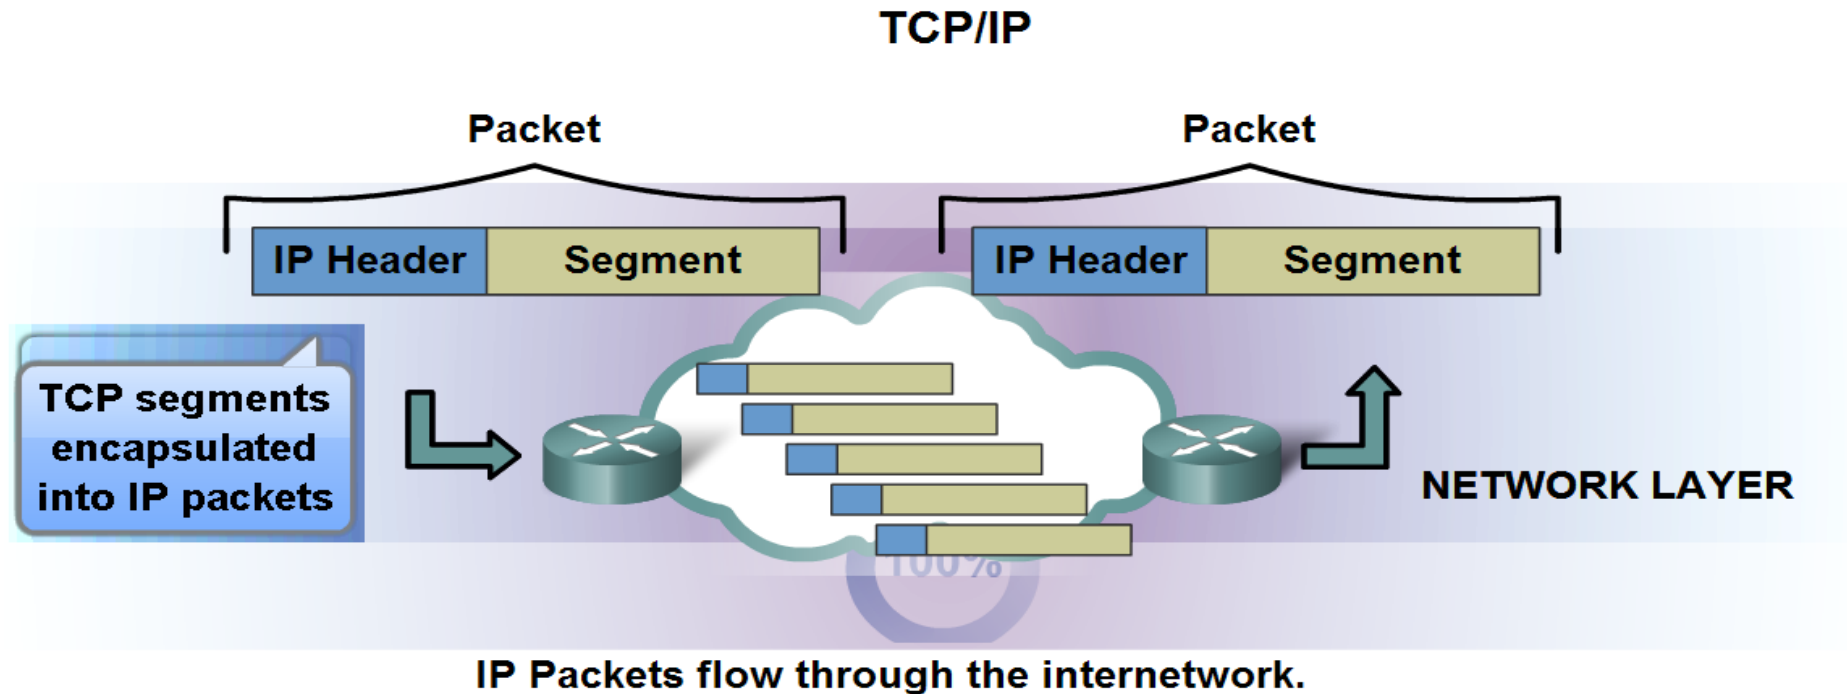 TCP/IP
Packet
Packet
IP Header
Segment
IP Header
Segment
TCP segments
encapsulated
into IP packets
NETWORK LAYER
100%
IP Packets flow through the internetwork.